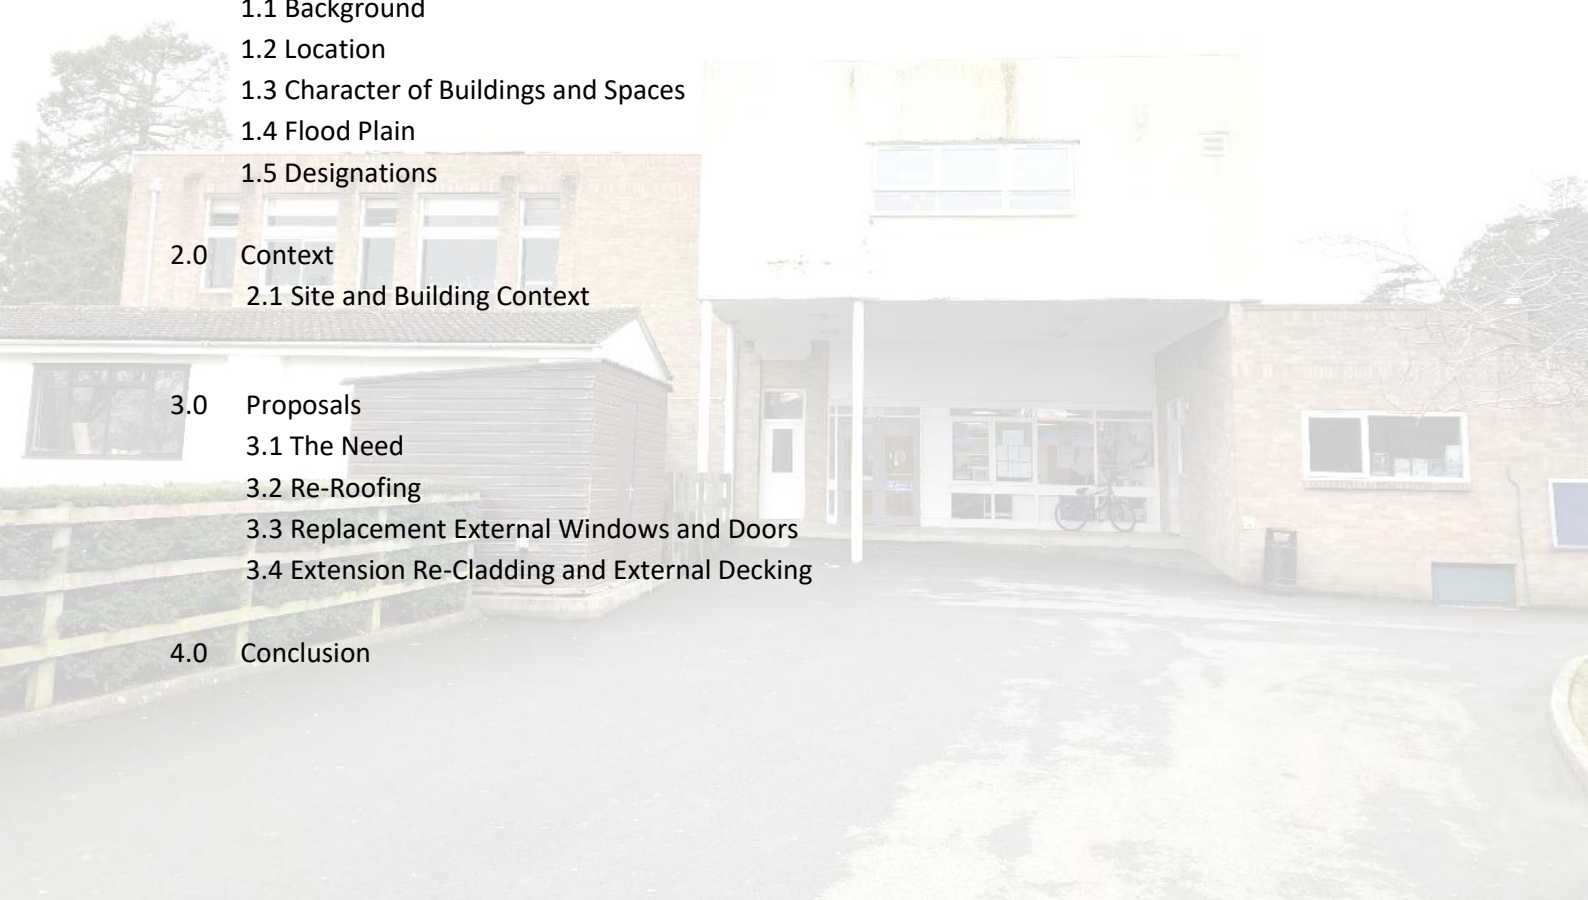 1.1 Background
1.2 Location
1.3 Character of Buildings and Spaces
1.4 Flood Plain
1.5 Designations
2.0 Context
2.1 Site and Building Context
3.0 Proposals
3.1 The Need
3.2 Re-Roofing
3.3 Replacement External Windows and Doors
3.4 Extension Re-Cladding and External Decking
4.0 Conclusion